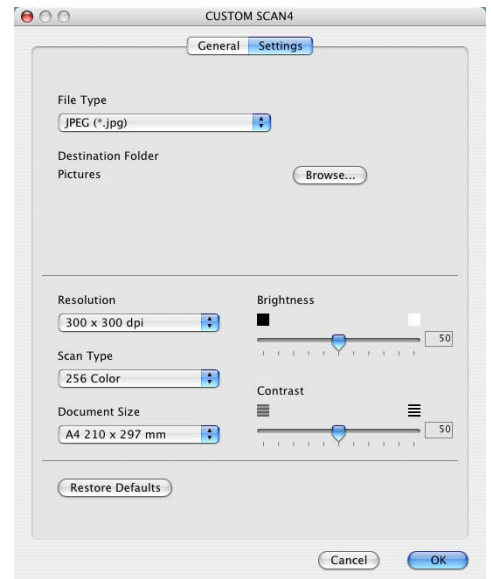 CUSTOM SCAN4
General Settings
File Type
JPEG (*.jpg)
Destination Folder
Pictures
Browse...
Resolution
300 x 300 dpi
Scan Type
256 Color
Document Size
A4 210 x 297 mm
Brightness
50
Contrast
50
Restore Defaults
Cancel OK